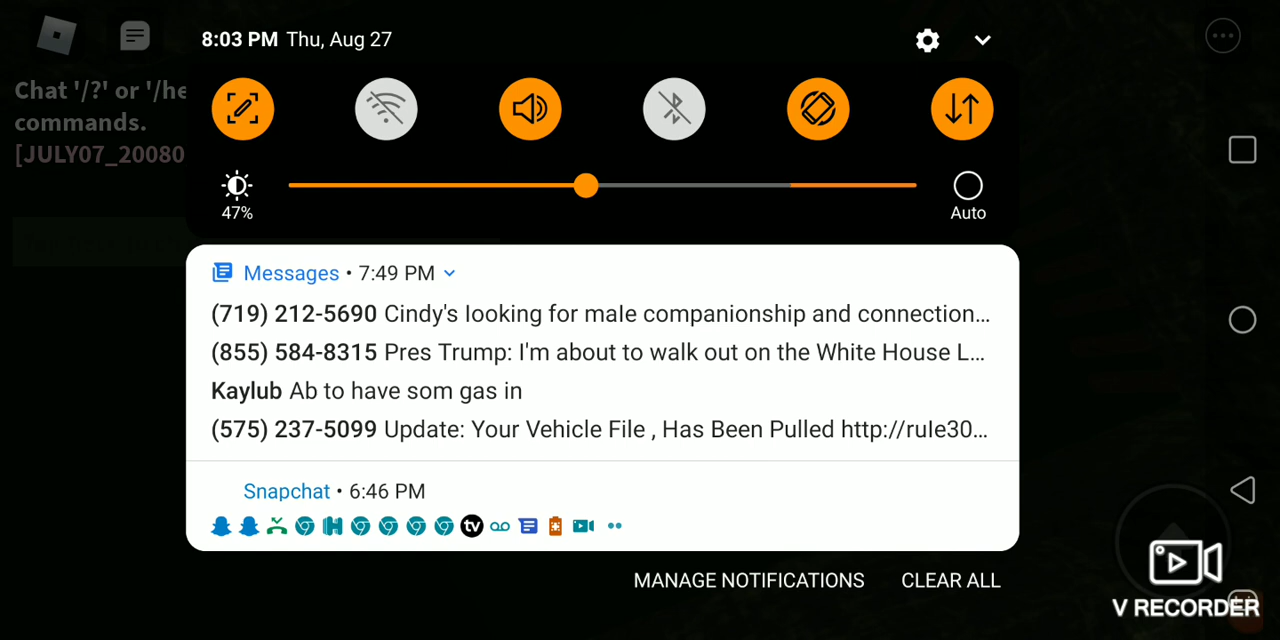 8:03 PM Thu, Aug 27
Chat '/?' or '/he
commands.
[JULY07_20080
47%
Auto
Messages • 7:49 PM
(719) 212-5690 Cindy's looking for male companionship and connection...
(855) 584-8315 Pres Trump: I'm about to walk out on the White House L...
Kaylub Ab to have som gas in
(575) 237-5099 Update: Your Vehicle File , Has Been Pulled http://ruIe30...
Snapchat • 6:46 PM
tv
MANAGE NOTIFICATIONS CLEAR ALL
V RECORDER